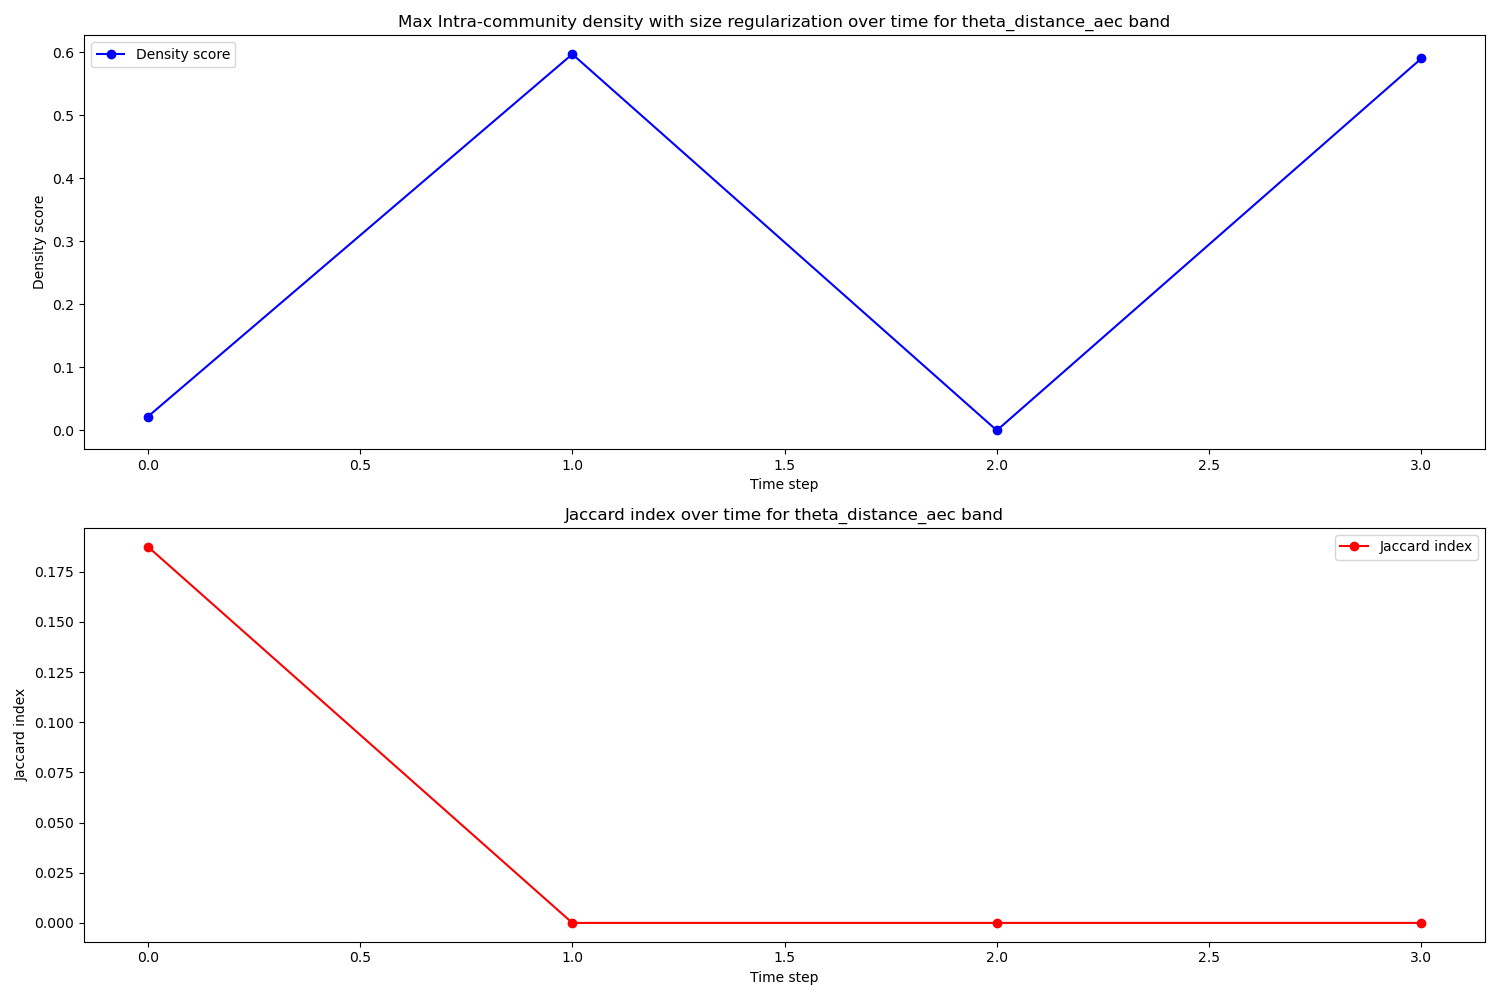 Max Intra-community density with size regularization over time for theta_distance_aec band
Density score
0.6
0.5
0.4
0.3
0.2
0.1
0.0
Density score
0.0 0.5 1.0 1.5 2.0 2.5 3.0
Time step
Jaccard index over time for theta_distance_aec band
Jaccard index
0.175
0.150
0.125
0.100
0.075
0.050
0.025
0.000
Jaccard index
0.0 0.5 1.0 1.5 2.0 2.5 3.0
Time step